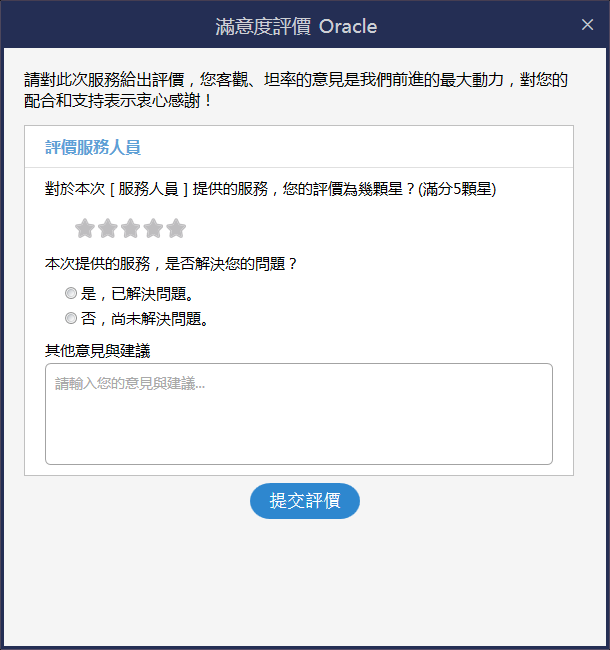 滿意度評價 Oracle
請對此次服務給出評價，您客觀、坦率的意見是我們前進的最大動力，對您的
配合和支持表示衷心感謝！
評價服務人員
對於本次 [ 服務人員 ] 提供的服務，您的評價為幾顆星？(滿分5顆星)
本次提供的服務，是否解決您的問題？
是，已解決問題。
否，尚未解決問題。
其他意見與建議
請輸入您的意見與建議...
提交評價